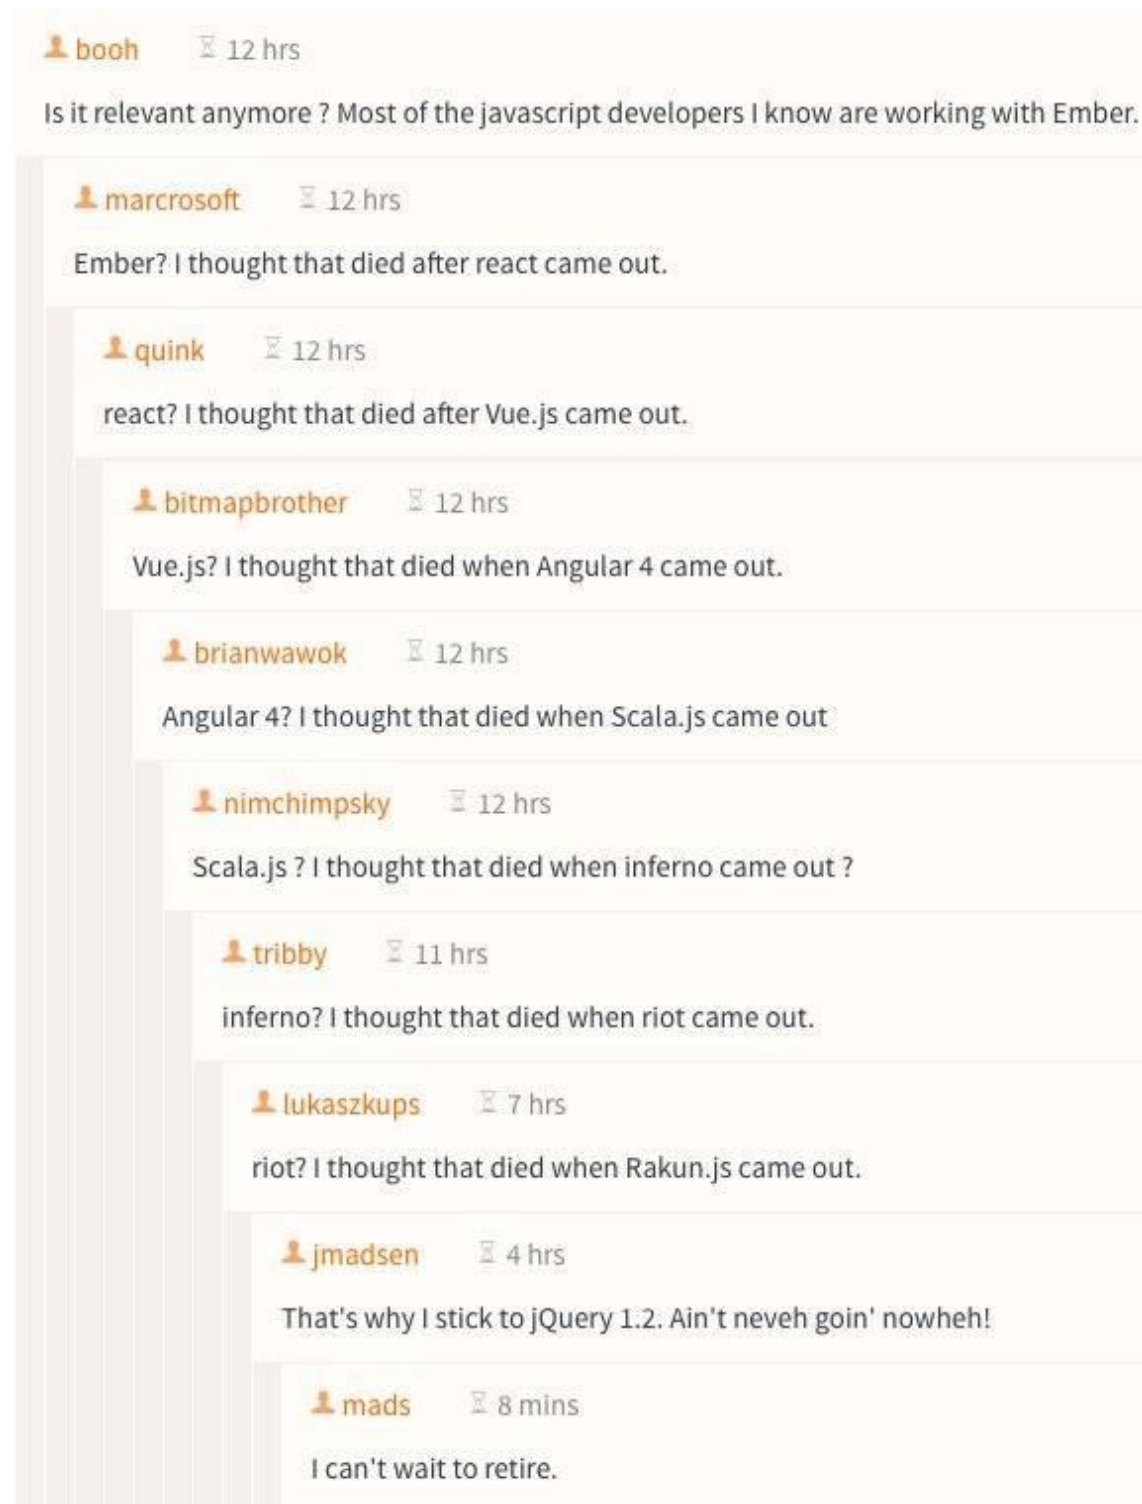 booh 12 hrs
Is it relevant anymore ? Most of the javascript developers I know are working with Ember.
marcrosoft 12 hrs
Ember? I thought that died after react came out.
quink 12 hrs
react? I thought that died after Vue.js came out.
bitmapbrother 12 hrs
Vue.js? I thought that died when Angular 4 came out.
brianwawok 12 hrs
Angular 4? I thought that died when Scala.js came out
nimchimpsky 12 hrs
Scala.js ? I thought that died when inferno came out ?
tribby 11 hrs
inferno? I thought that died when riot came out.
lukaszkups 7 hrs
riot? I thought that died when Rakun.js came out.
jmadsen 4 hrs
That's why I stick to jQuery 1.2. Ain't neveh goin' nowheh!
mads 8 mins
I can't wait to retire.